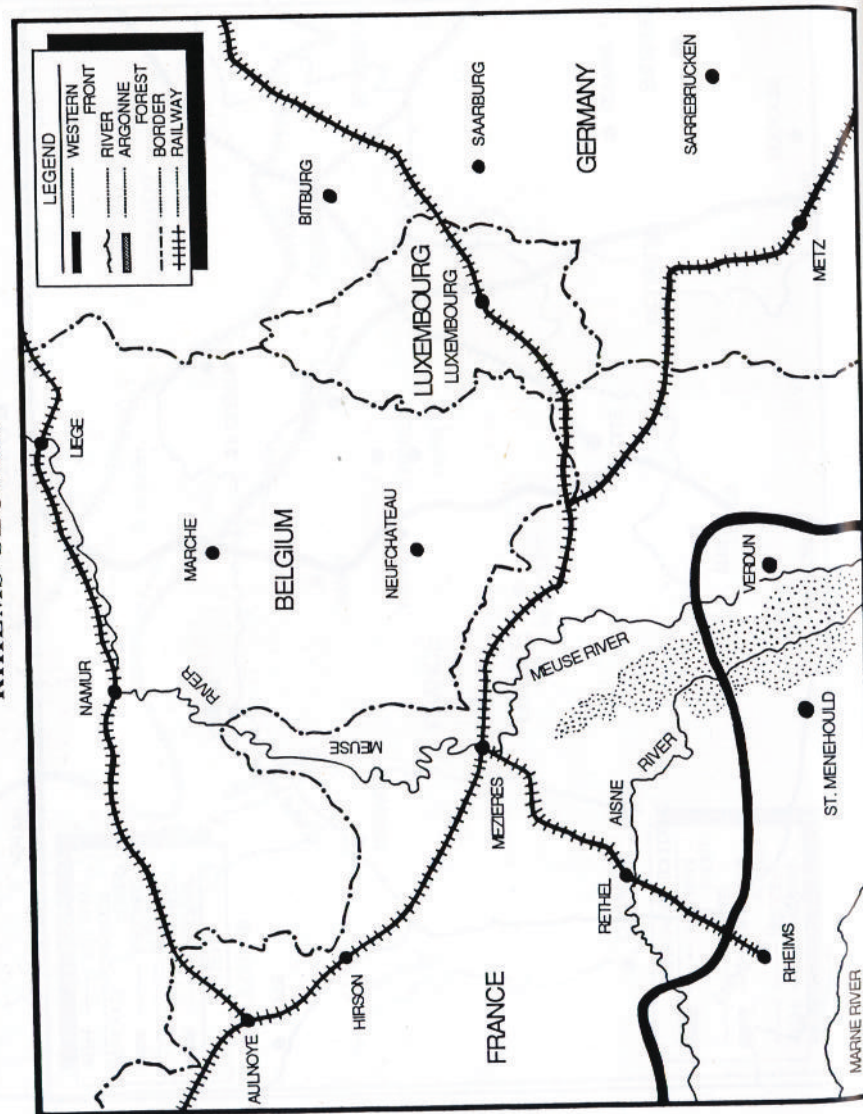 LEGEND
WESTERN
FRONT
RIVER
ARGONNE
FOREST
BORDER
RAILWAY
LIEGE
NAMUR
MARCHE
RIVER
BITBURG
AULNOYE
BELGIUM
HIRSON
MEUSE
NEUFCHATEAU
LUXEMBOURG
LUXEMBOURG
SAARBURG
FRANCE
MEZIERES
GERMANY
MEUSE RIVER
RETHEL
AISNE
RIVER
SARREBRUCKEN
VERDUN
RHEIMS
ST. MENEHOULD
METZ
MARNE RIVER